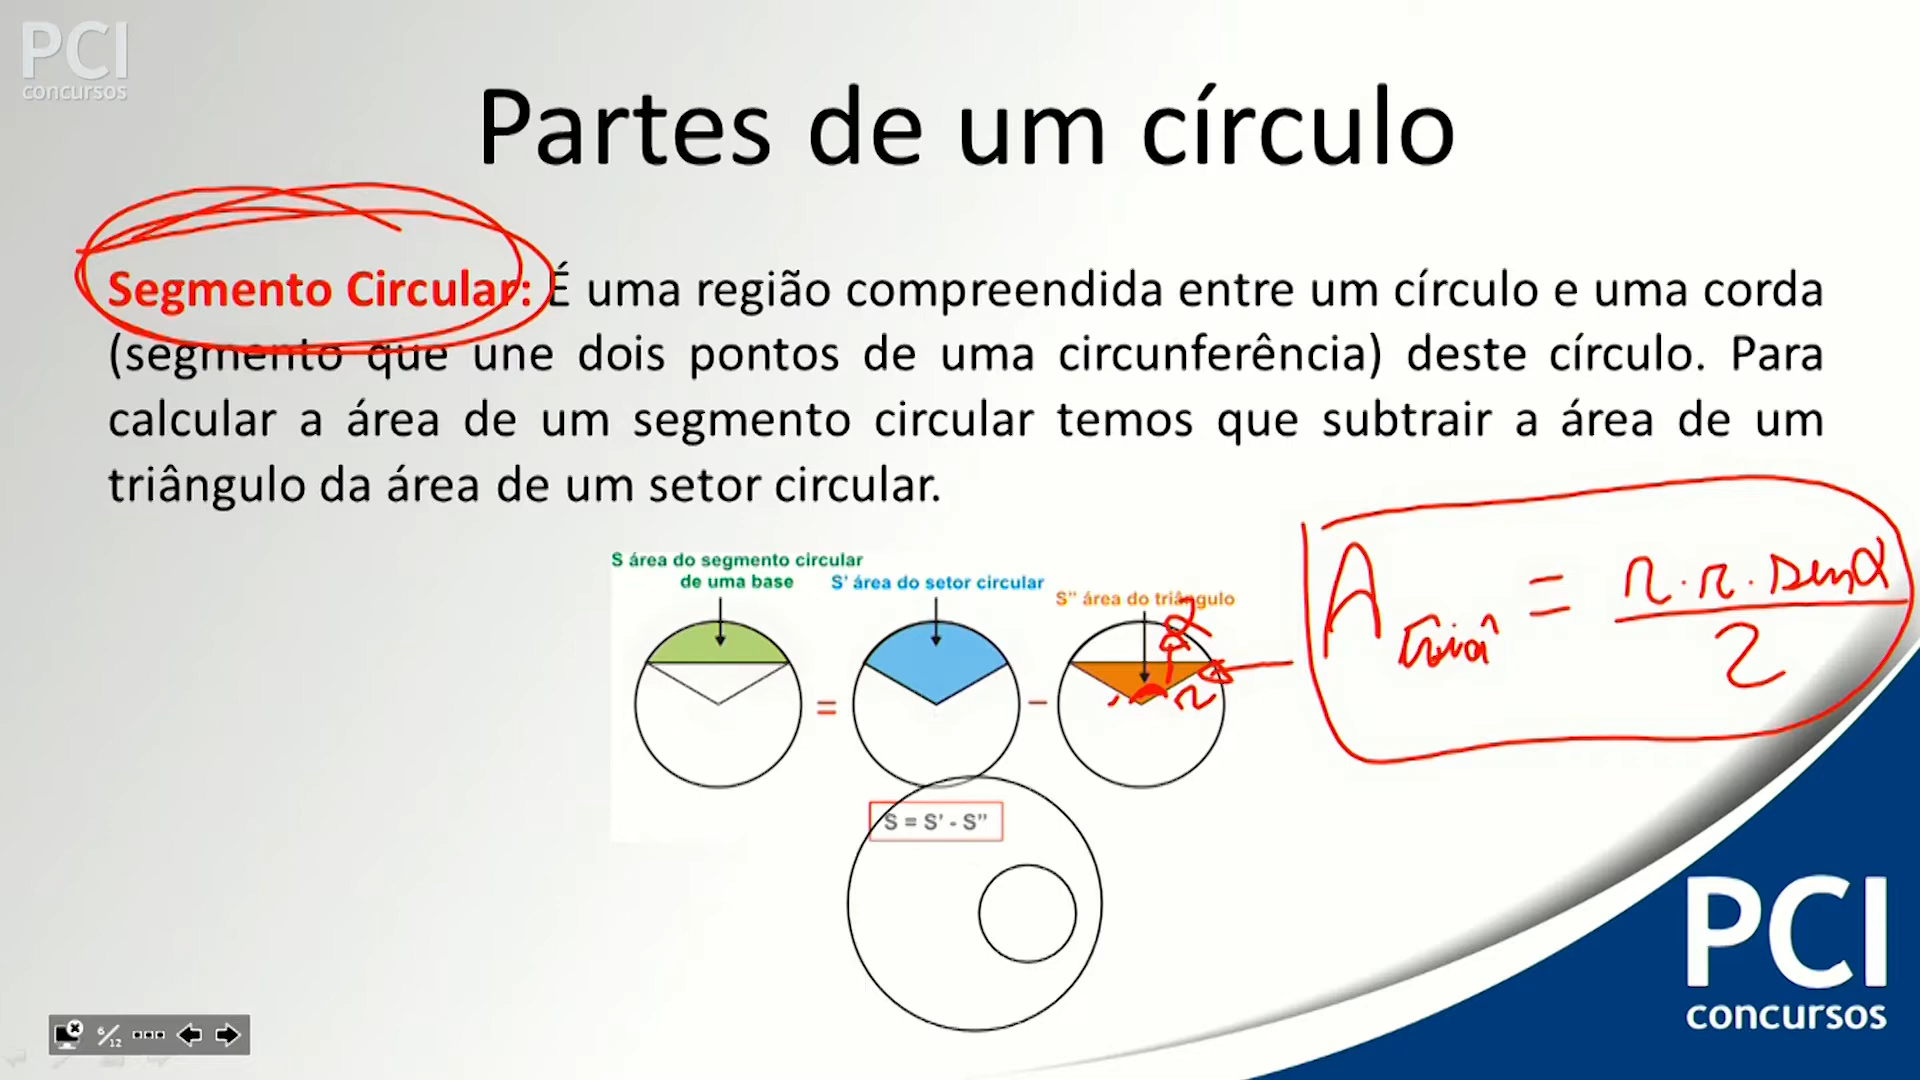 PCI
concursos
Partes de um círculo
Segmento Circular: É uma região compreendida entre um círculo e uma corda
(segmento que une dois pontos de uma circunferência) deste círculo. Para
calcular a área de um segmento circular temos que subtrair a área de um
triângulo da área de um setor circular.
S área do segmento circular
de uma base
S' área do setor circular
S" área do triângulo
α
r
=
-
A = r.r.senα
2
S = S' - S"
PCI
concursos
6/12